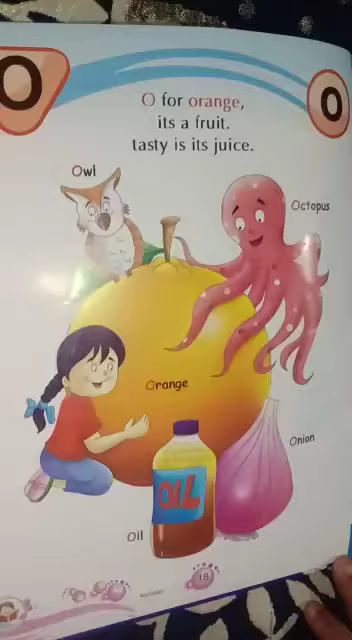 O
O
O for orange,
its a fruit.
tasty is its juice.
Owl
Octopus
Orange
Onion
OIL
Oil
18